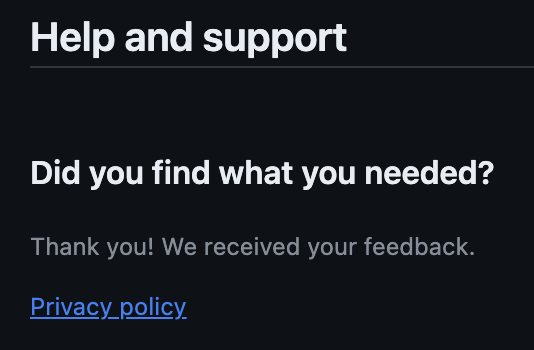 Help and support
Did you find what you needed?
Thank you! We received your feedback.
Privacy policy